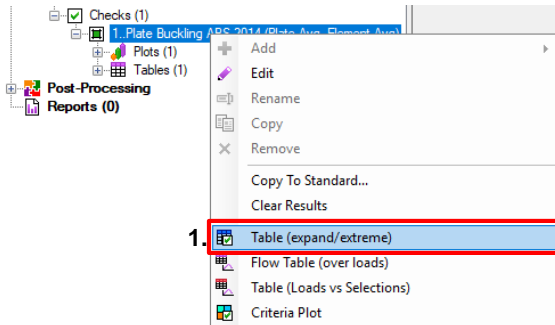 Checks (1)
1..Plate Buckling ABS 2014 (Plate Avg, Element Avg)
Plots (1)
Tables (1)
Post-Processing
Reports (0)
Add
Edit
Rename
Copy
Remove
Copy To Standard...
Clear Results
1. Table (expand/extreme)
Flow Table (over loads)
Table (Loads vs Selections)
Criteria Plot